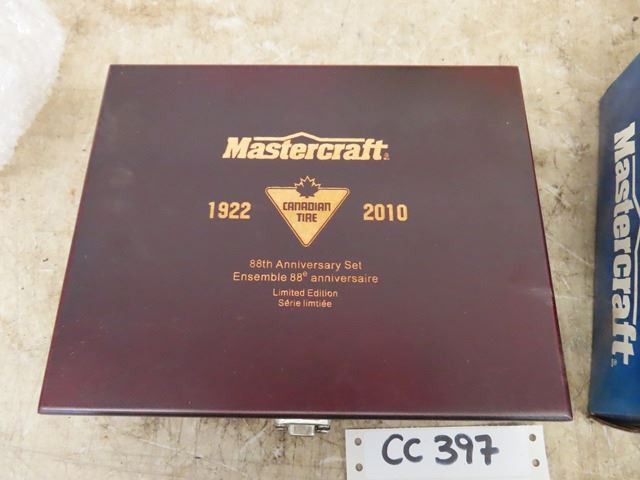 Mastercraft®
1922 CANADIAN TIRE 2010
88th Anniversary Set
Ensemble 88e anniversaire
Limited Edition
Série limtiée
CC 397
Mastercraft®